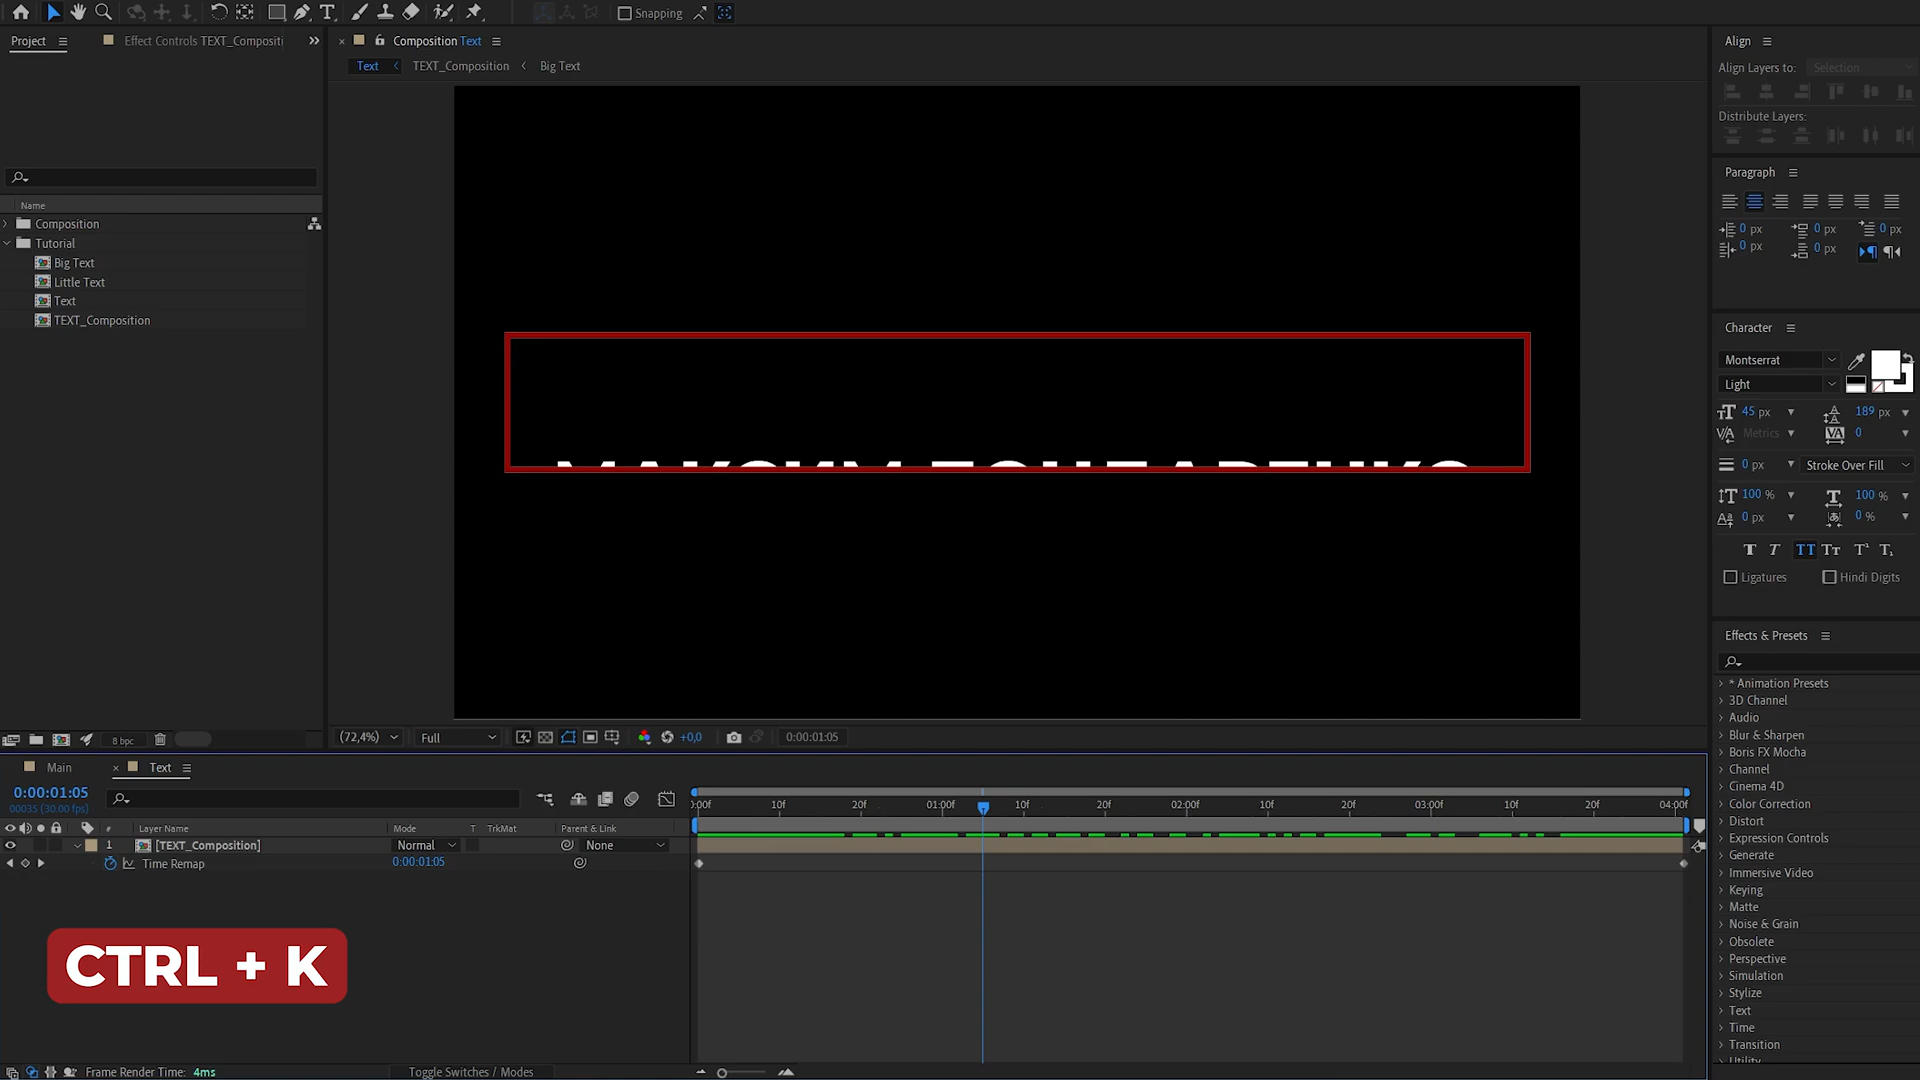 Snapping
Project
Effect Controls TEXT_Compositi
Composition Text
Text
TEXT_Composition
Big Text
Name
Composition
Tutorial
Big Text
Little Text
Text
TEXT_Composition
8 bpc
(72,4%)
Full
+0,0
0:00:01:05
Align
Align Layers to:
Selection
Distribute Layers:
Paragraph
0 px
0 px
0 px
0 px
0 px
Character
Montserrat
Light
45 px
189 px
Metrics
0
0 px
Stroke Over Fill
100 %
100 %
0 px
0 %
Ligatures
Hindi Digits
Effects & Presets
* Animation Presets
3D Channel
Audio
Blur & Sharpen
Boris FX Mocha
Channel
Cinema 4D
Color Correction
Distort
Expression Controls
Generate
Immersive Video
Keying
Matte
Noise & Grain
Obsolete
Perspective
Simulation
Stylize
Text
Time
Transition
Utility
Main
Text
0:00:01:05
00035 (30.00 fps)
:00f
10f
20f
01:00f
10f
20f
02:00f
10f
20f
03:00f
10f
20f
04:00f
#
Layer Name
Mode
T
TrkMat
Parent & Link
1
[TEXT_Composition]
Normal
None
Time Remap
0:00:01:05
CTRL + K
Frame Render Time: 4ms
Toggle Switches / Modes